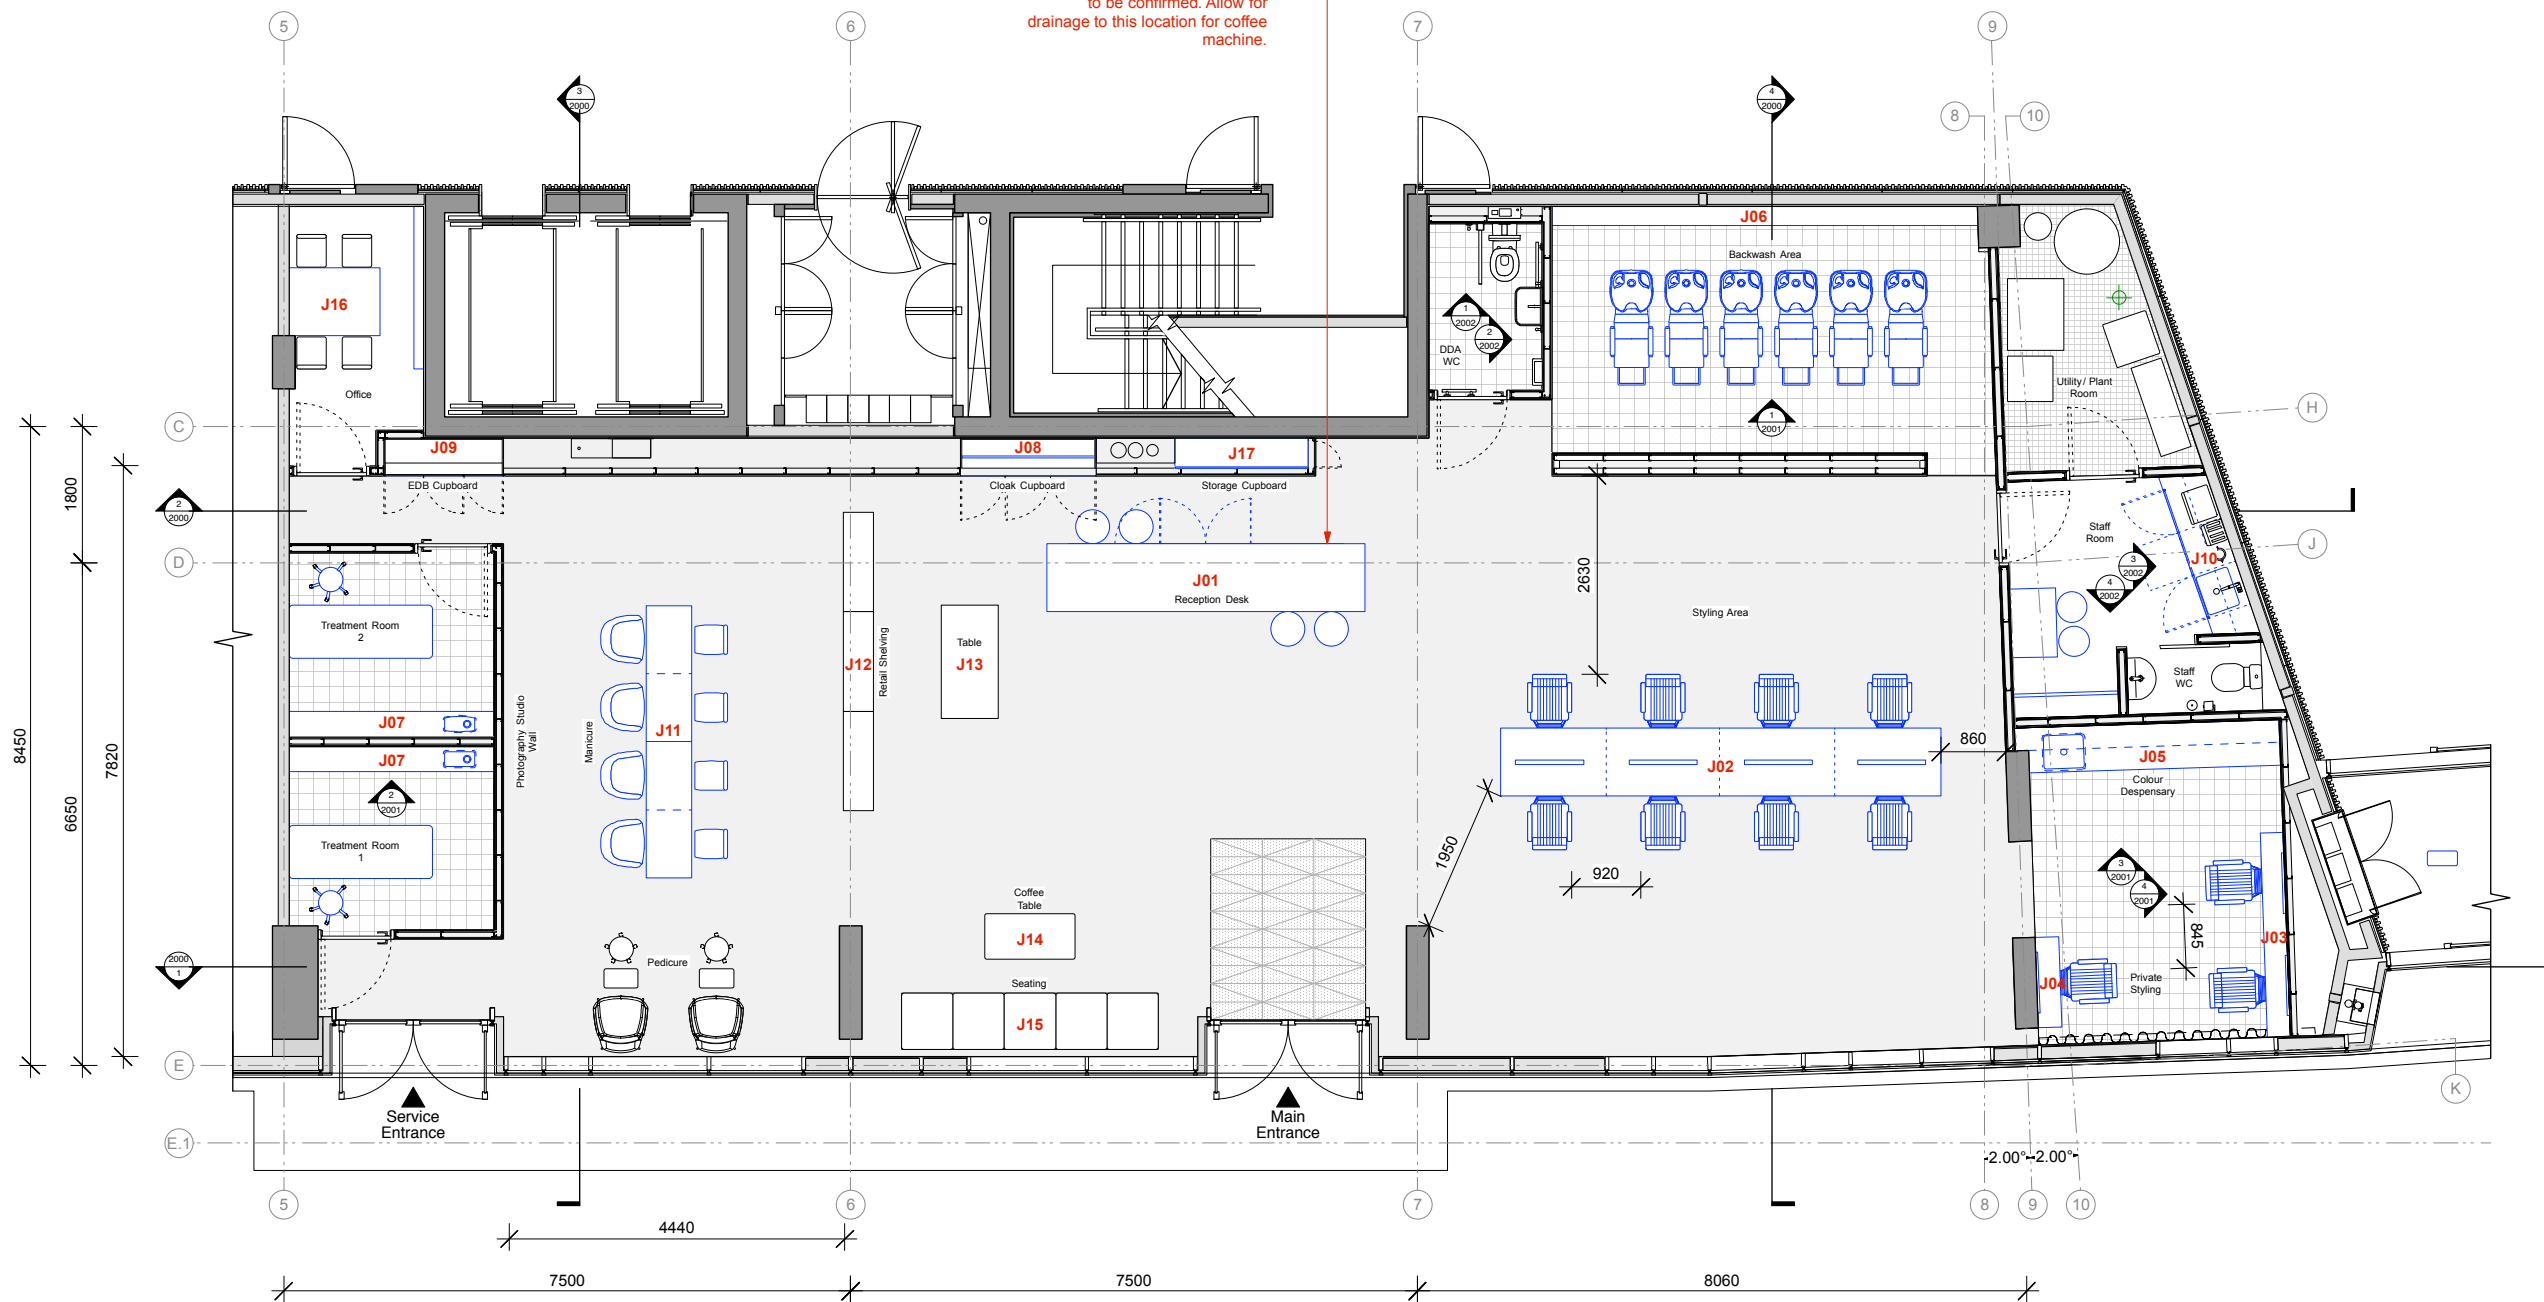 to be confirmed. Allow for
drainage to this location for coffee
machine.
5
6
7
9
8
10
3
2000
4
2000
J06
Backwash Area
J16
Office
DDA
WC
1
2002
2
2002
Utility/ Plant
Room
1
2001
C
H
J09
J08
J17
EDB Cupboard
Cloak Cupboard
Storage Cupboard
1800
2
2000
Staff
Room
D
J
J10
3
2002
4
2002
J01
Reception Desk
2630
Styling Area
Treatment Room
2
Table
J13
J12
Retail Shelving
Staff
WC
J07
J07
J11
Manicure
Photography Studio
Wall
8450
7820
6650
860
J02
J05
Colour
Despensary
2
2001
Treatment Room
1
1950
920
3
2001
4
2001
845
J03
Coffee
Table
J14
Pedicure
2000
1
Seating
J15
J04
Private
Styling
E
K
Service
Entrance
Main
Entrance
E.1
2.00°
2.00°
5
6
7
8
9
10
4440
7500
7500
8060